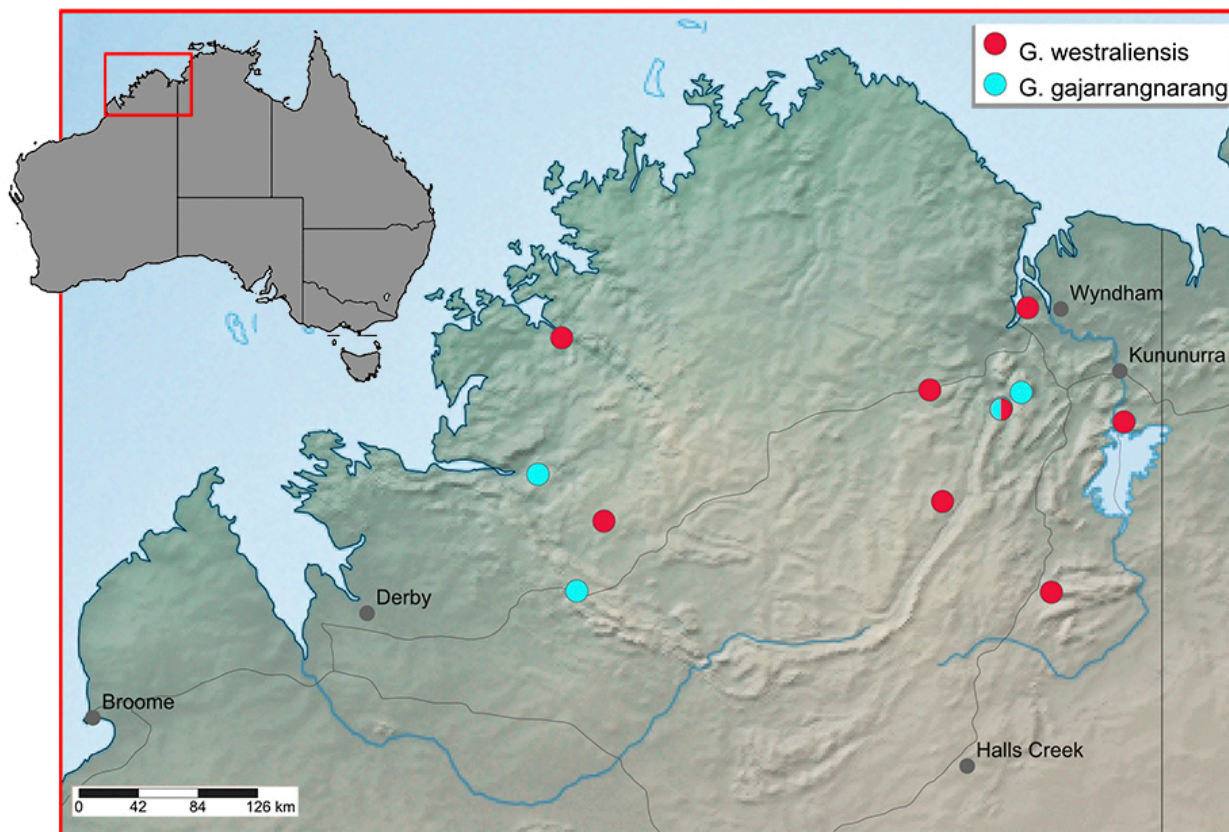 G. westraliensis
G. gajarrangnarang
Wyndham
Kununurra
Derby
Broome
Halls Creek
0 42 84 126 km